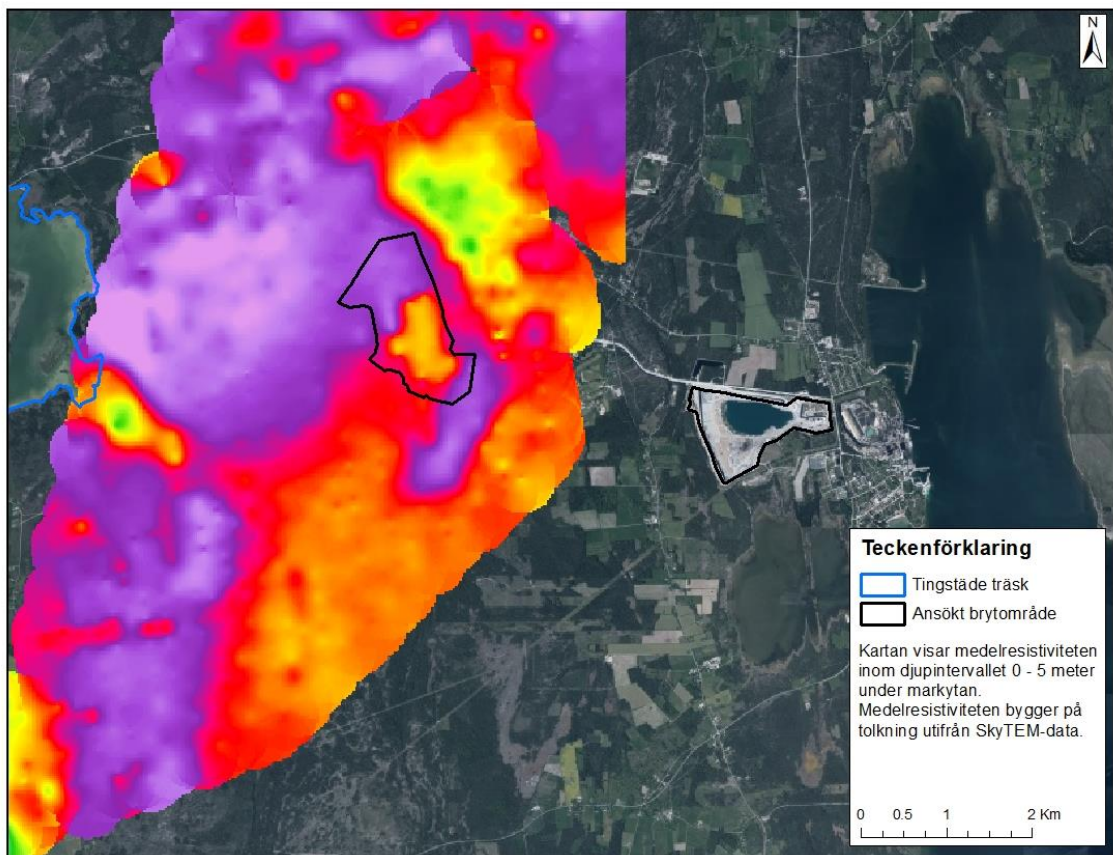 N
Teckenförklaring
Tingstäde träsk
Ansökt brytområde
Kartan visar medelresistiviteten
inom djupintervallet 0 - 5 meter
under markytan.
Medelresistiviteten bygger på
tolkning utifrån SkyTEM-data.
0 0.5 1 2 Km